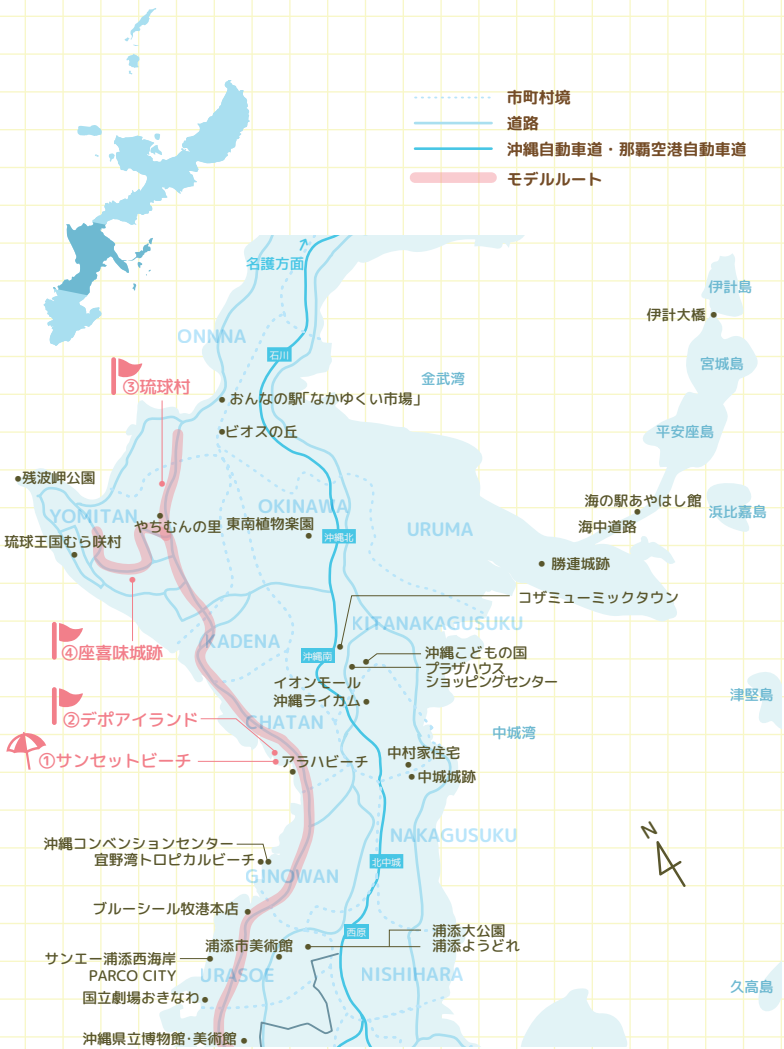 市町村境
道路
沖縄自動車道・那覇空港自動車道
モデルルート
名護方面
伊計島
伊計大橋
ONNNA
石川
宮城島
③琉球村
金武湾
おんなの駅｢なかゆくい市場｣
ビオスの丘
平安座島
残波岬公園
海の駅あやはし館
YOMITAN
OKINAWA
浜比嘉島
やちむんの里
東南植物楽園
URUMA
海中道路
琉球王国むら咲村
沖縄北
勝連城跡
コザミューミックタウン
KITANAKAGUSUKU
KADENA
④座喜味城跡
沖縄南
沖縄こどもの国
プラザハウス
ショッピングセンター
イオンモール
沖縄ライカム
津堅島
②デポアイランド
CHATAN
中城湾
①サンセットビーチ
アラハビーチ
中村家住宅
中城城跡
N
沖縄コンベンションセンター
NAKAGUSUKU
宜野湾トロピカルビーチ
北中城
GINOWAN
ブルーシール牧港本店
西原
浦添大公園
浦添市美術館
浦添ようどれ
サンエー浦添西海岸
PARCO CITY
URASOE
NISHIHARA
久高島
国立劇場おきなわ
沖縄県立博物館･美術館